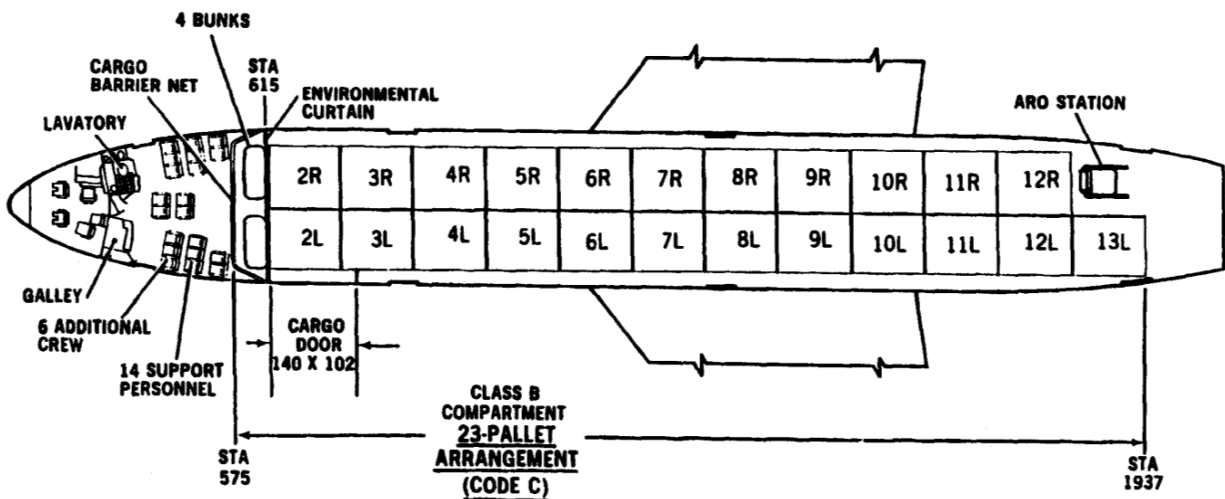 4 BUNKS
CARGO
BARRIER NET
STA
615
ENVIRONMENTAL
CURTAIN
LAVATORY
ARO STATION
2R 3R 4R 5R 6R 7R 8R 9R 10R 11R 12R
2L 3L 4L 5L 6L 7L 8L 9L 10L 11L 12L 13L
GALLEY
6 ADDITIONAL
CREW
14 SUPPORT
PERSONNEL
CARGO
DOOR
140 X 102
CLASS B
COMPARTMENT
23-PALLET
ARRANGEMENT
(CODE C)
STA
575
STA
1937